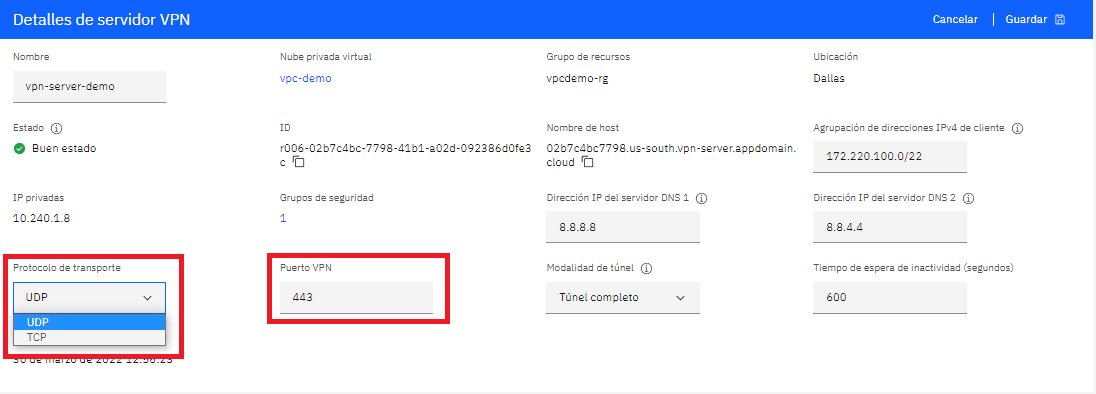 Detalles de servidor VPN
Cancelar
Guardar
Nombre
Nube privada virtual
Grupo de recursos
Ubicación
vpn-server-demo
vpc-demo
vpcdemo-rg
Dallas
Estado
ID
Nombre de host
Agrupación de direcciones IPv4 de cliente
Buen estado
r006-02b7c4bc-7798-41b1-a02d-092386d0fe3
c
02b7c4bc7798.us-south.vpn-server.appdomain.
cloud
172.220.100.0/22
IP privadas
Grupos de seguridad
Dirección IP del servidor DNS 1
Dirección IP del servidor DNS 2
10.240.1.8
1
8.8.8.8
8.8.4.4
Protocolo de transporte
Puerto VPN
Modalidad de túnel
Tiempo de espera de inactividad (segundos)
UDP
443
Túnel completo
600
UDP
TCP
30 de marzo de 2022 12:56:23